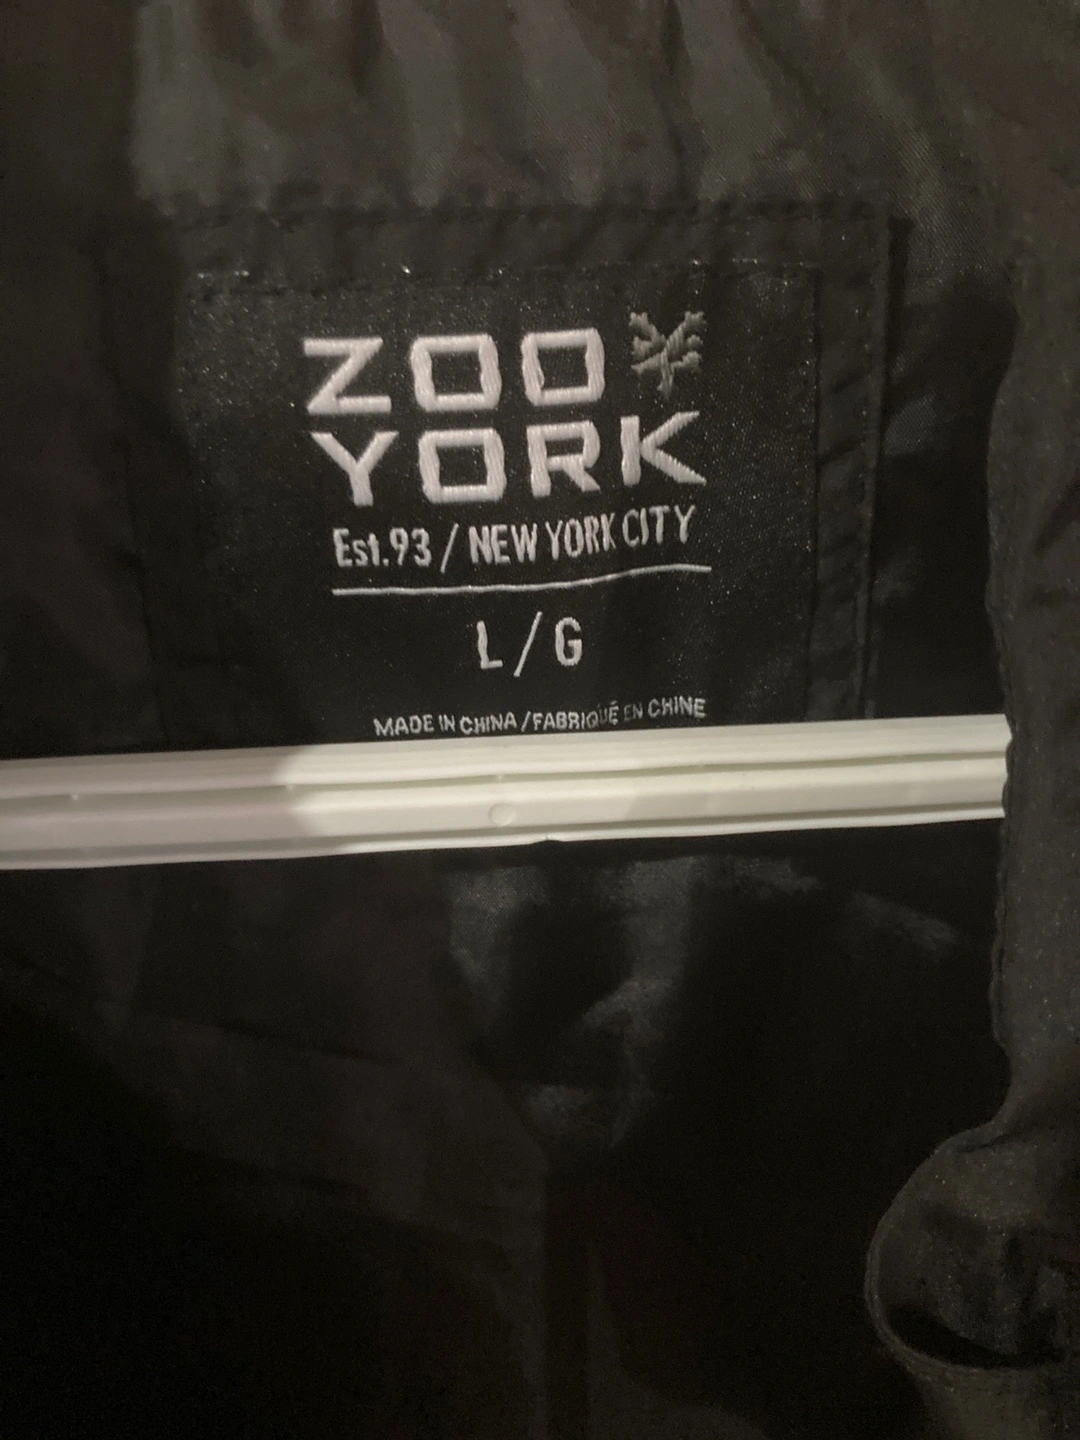 ZOO
YORK
Est.93 / NEW YORK CITY
L / G
MADE IN CHINA / FABRIQUÉ EN CHINE